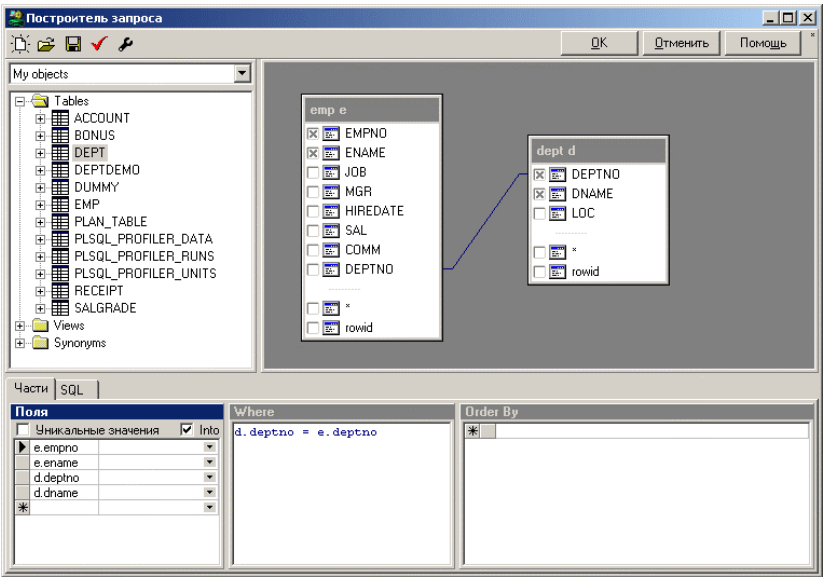 Построитель запроса
OK Отменить Помощь
My objects
Tables
ACCOUNT
BONUS
DEPT
DEPTDEMO
DUMMY
EMP
PLAN_TABLE
PLSQL_PROFILER_DATA
PLSQL_PROFILER_RUNS
PLSQL_PROFILER_UNITS
RECEIPT
SALGRADE
Views
Synonyms
emp e
EMPNO
ENAME
JOB
MGR
HIREDATE
SAL
COMM
DEPTNO
*
rowid
dept d
DEPTNO
DNAME
LOC
*
rowid
Части SQL
Поля
Уникальные значения Into
e.empno
e.ename
d.deptno
d.dname
Where
d.deptno = e.deptno
Order By